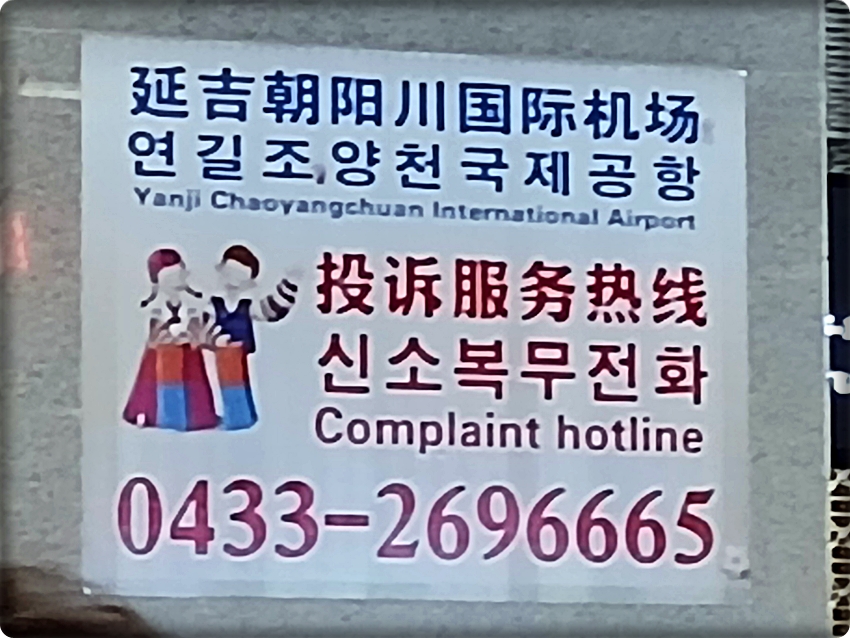 延吉朝阳川国际机场
연길조양천국제공항
Yanji Chaoyangchuan International Airport
投诉服务热线
신소복무전화
Complaint hotline
0433-2696665